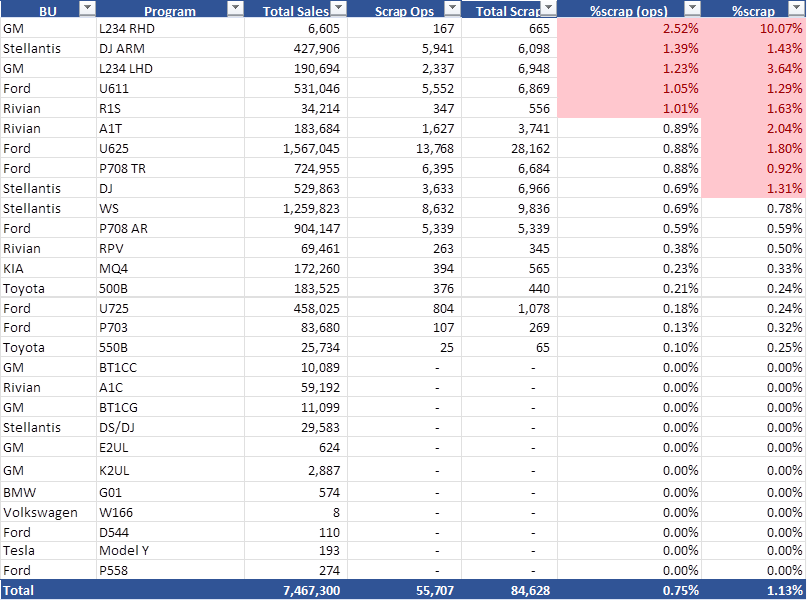 BU Program Total Sales Scrap Ops Total Scrap %scrap (ops) %scrap
GM L234 RHD 6,605 167 665 2.52% 10.07%
Stellantis DJ ARM 427,906 5,941 6,098 1.39% 1.43%
GM L234 LHD 190,694 2,337 6,948 1.23% 3.64%
Ford U611 531,046 5,552 6,869 1.05% 1.29%
Rivian R1S 34,214 347 556 1.01% 1.63%
Rivian A1T 183,684 1,627 3,741 0.89% 2.04%
Ford U625 1,567,045 13,768 28,162 0.88% 1.80%
Ford P708 TR 724,955 6,395 6,684 0.88% 0.92%
Stellantis DJ 529,863 3,633 6,966 0.69% 1.31%
Stellantis WS 1,259,823 8,632 9,836 0.69% 0.78%
Ford P708 AR 904,147 5,339 5,339 0.59% 0.59%
Rivian RPV 69,461 263 345 0.38% 0.50%
KIA MQ4 172,260 394 565 0.23% 0.33%
Toyota 500B 183,525 376 440 0.21% 0.24%
Ford U725 458,025 804 1,078 0.18% 0.24%
Ford P703 83,680 107 269 0.13% 0.32%
Toyota 550B 25,734 25 65 0.10% 0.25%
GM BT1CC 10,089 - - 0.00% 0.00%
Rivian A1C 59,192 - - 0.00% 0.00%
GM BT1CG 11,099 - - 0.00% 0.00%
Stellantis DS/DJ 29,583 - - 0.00% 0.00%
GM E2UL 624 - - 0.00% 0.00%
GM K2UL 2,887 - - 0.00% 0.00%
BMW G01 574 - - 0.00% 0.00%
Volkswagen W166 8 - - 0.00% 0.00%
Ford D544 110 - - 0.00% 0.00%
Tesla Model Y 193 - - 0.00% 0.00%
Ford P558 274 - - 0.00% 0.00%
Total 7,467,300 55,707 84,628 0.75% 1.13%